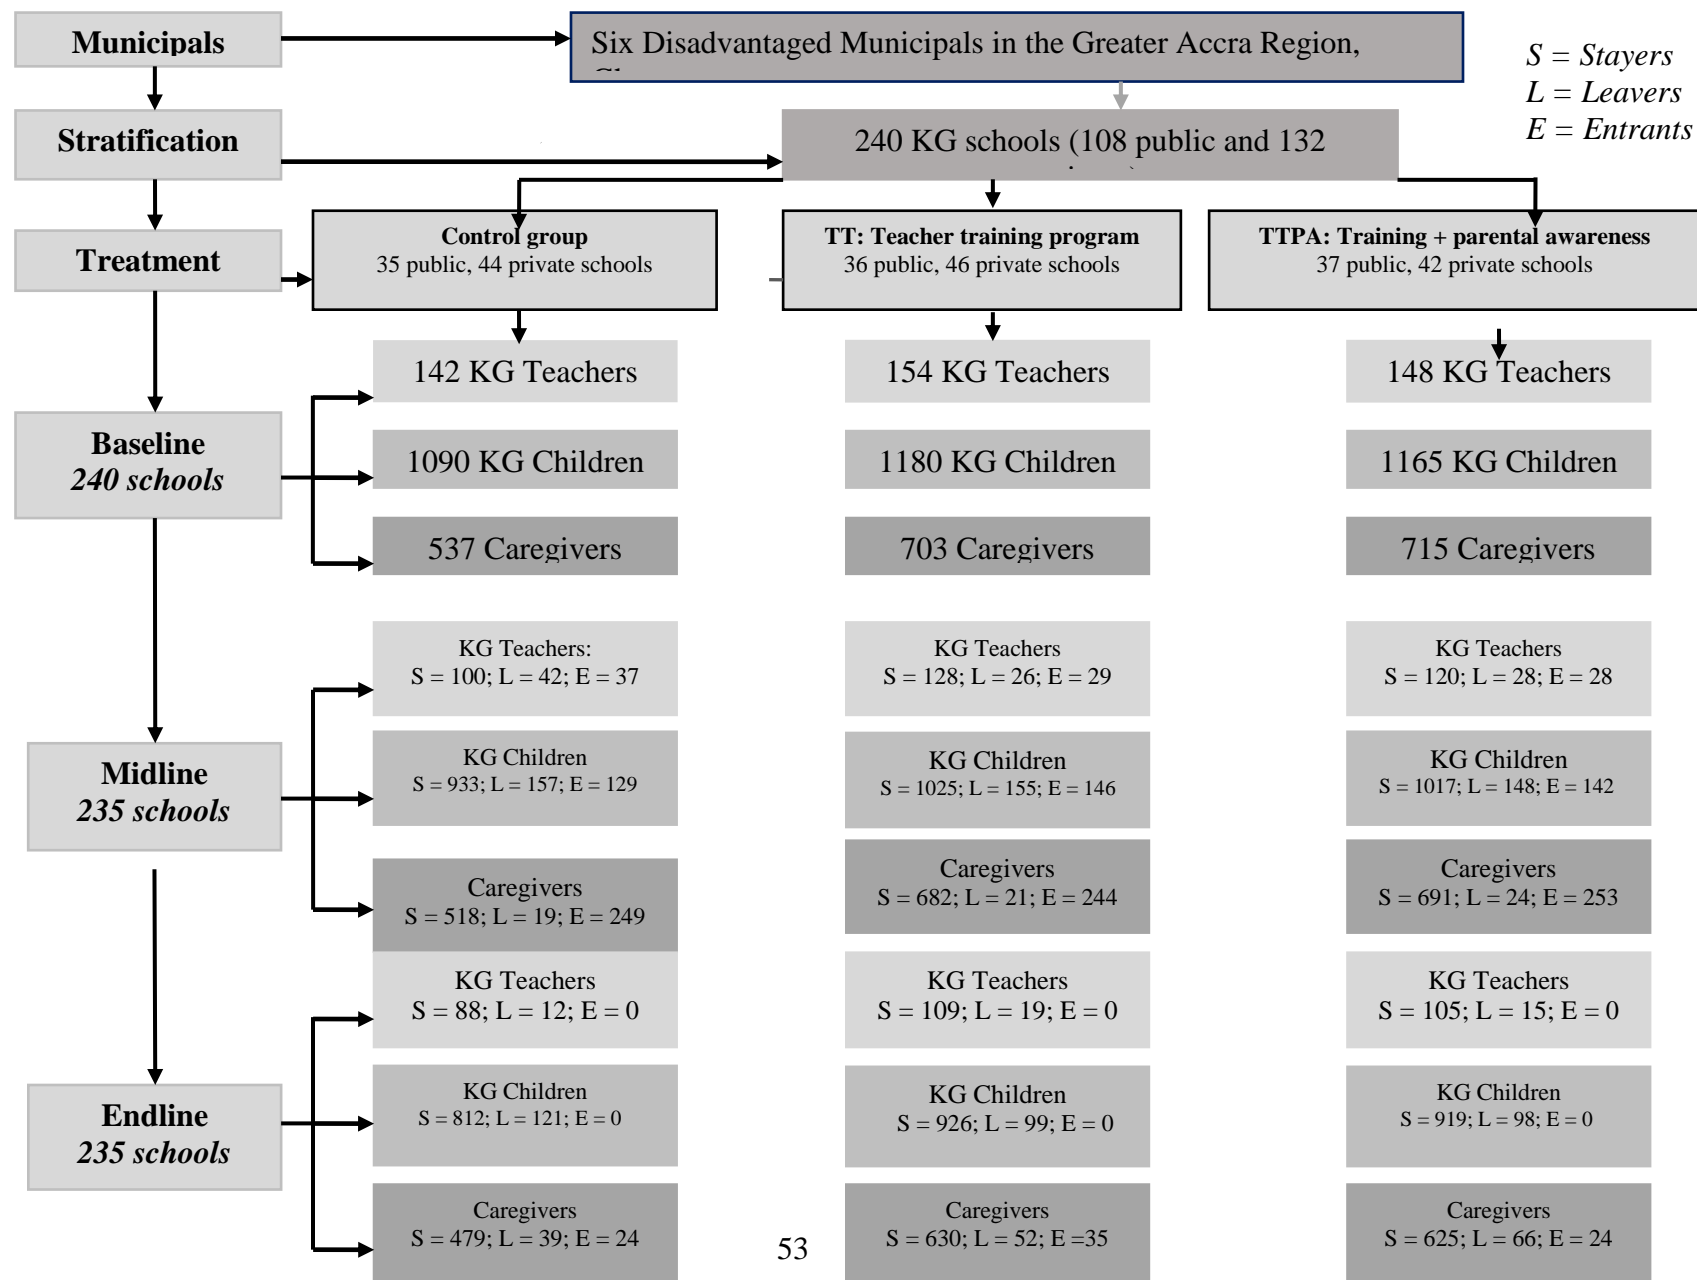 Municipals
Six Disadvantaged Municipals in the Greater Accra Region,
S = Stayers
L = Leavers
E = Entrants
Stratification
240 KG schools (108 public and 132
Treatment
Control group
35 public, 44 private schools
TT: Teacher training program
36 public, 46 private schools
TTPA: Training + parental awareness
37 public, 42 private schools
Baseline
240 schools
142 KG Teachers
154 KG Teachers
148 KG Teachers
1090 KG Children
1180 KG Children
1165 KG Children
537 Caregivers
703 Caregivers
715 Caregivers
Midline
235 schools
KG Teachers:
S = 100; L = 42; E = 37
KG Teachers
S = 128; L = 26; E = 29
KG Teachers
S = 120; L = 28; E = 28
KG Children
S = 933; L = 157; E = 129
KG Children
S = 1025; L = 155; E = 146
KG Children
S = 1017; L = 148; E = 142
Caregivers
S = 518; L = 19; E = 249
Caregivers
S = 682; L = 21; E = 244
Caregivers
S = 691; L = 24; E = 253
Endline
235 schools
KG Teachers
S = 88; L = 12; E = 0
KG Teachers
S = 109; L = 19; E = 0
KG Teachers
S = 105; L = 15; E = 0
KG Children
S = 812; L = 121; E = 0
KG Children
S = 926; L = 99; E = 0
KG Children
S = 919; L = 98; E = 0
Caregivers
S = 479; L = 39; E = 24
Caregivers
S = 630; L = 52; E =35
Caregivers
S = 625; L = 66; E = 24
53